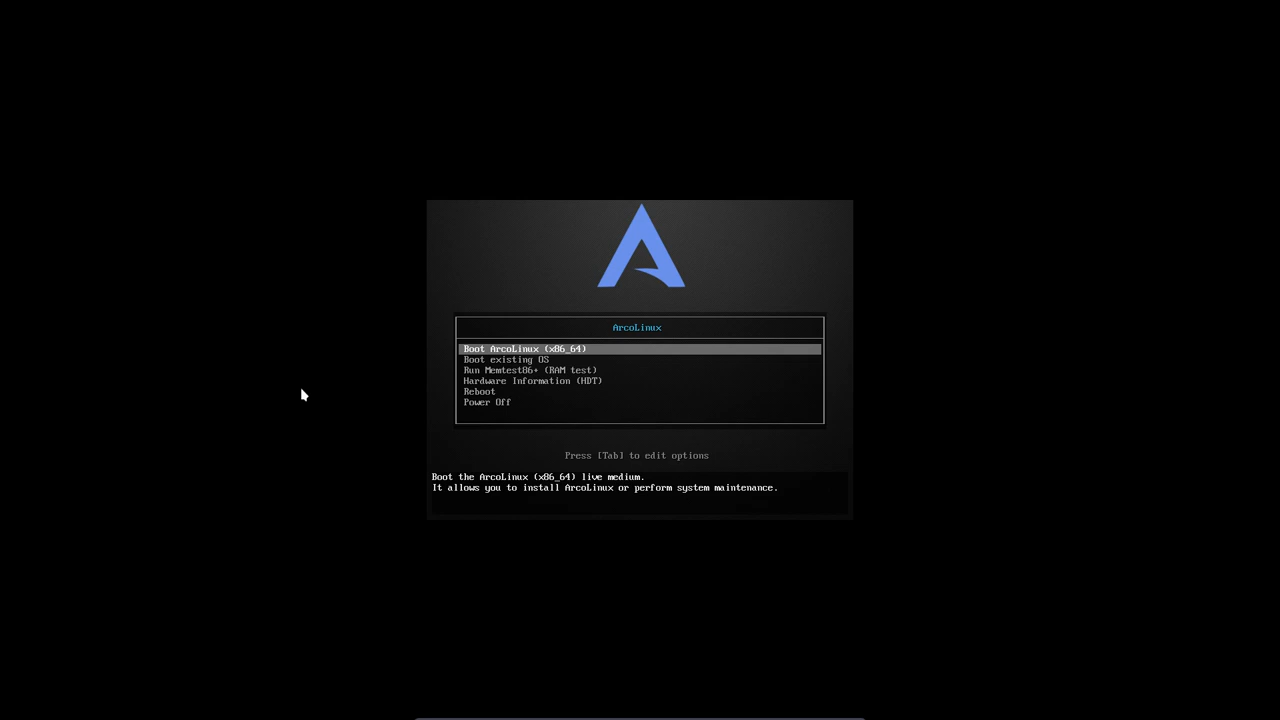 ArcoLinux
Boot ArcoLinux (x86_64)
Boot existing OS
Run Memtest86+ (RAM test)
Hardware Information (HDT)
Reboot
Power Off
Press [Tab] to edit options
Boot the ArcoLinux (x86_64) live medium.
It allows you to install ArcoLinux or perform system maintenance.